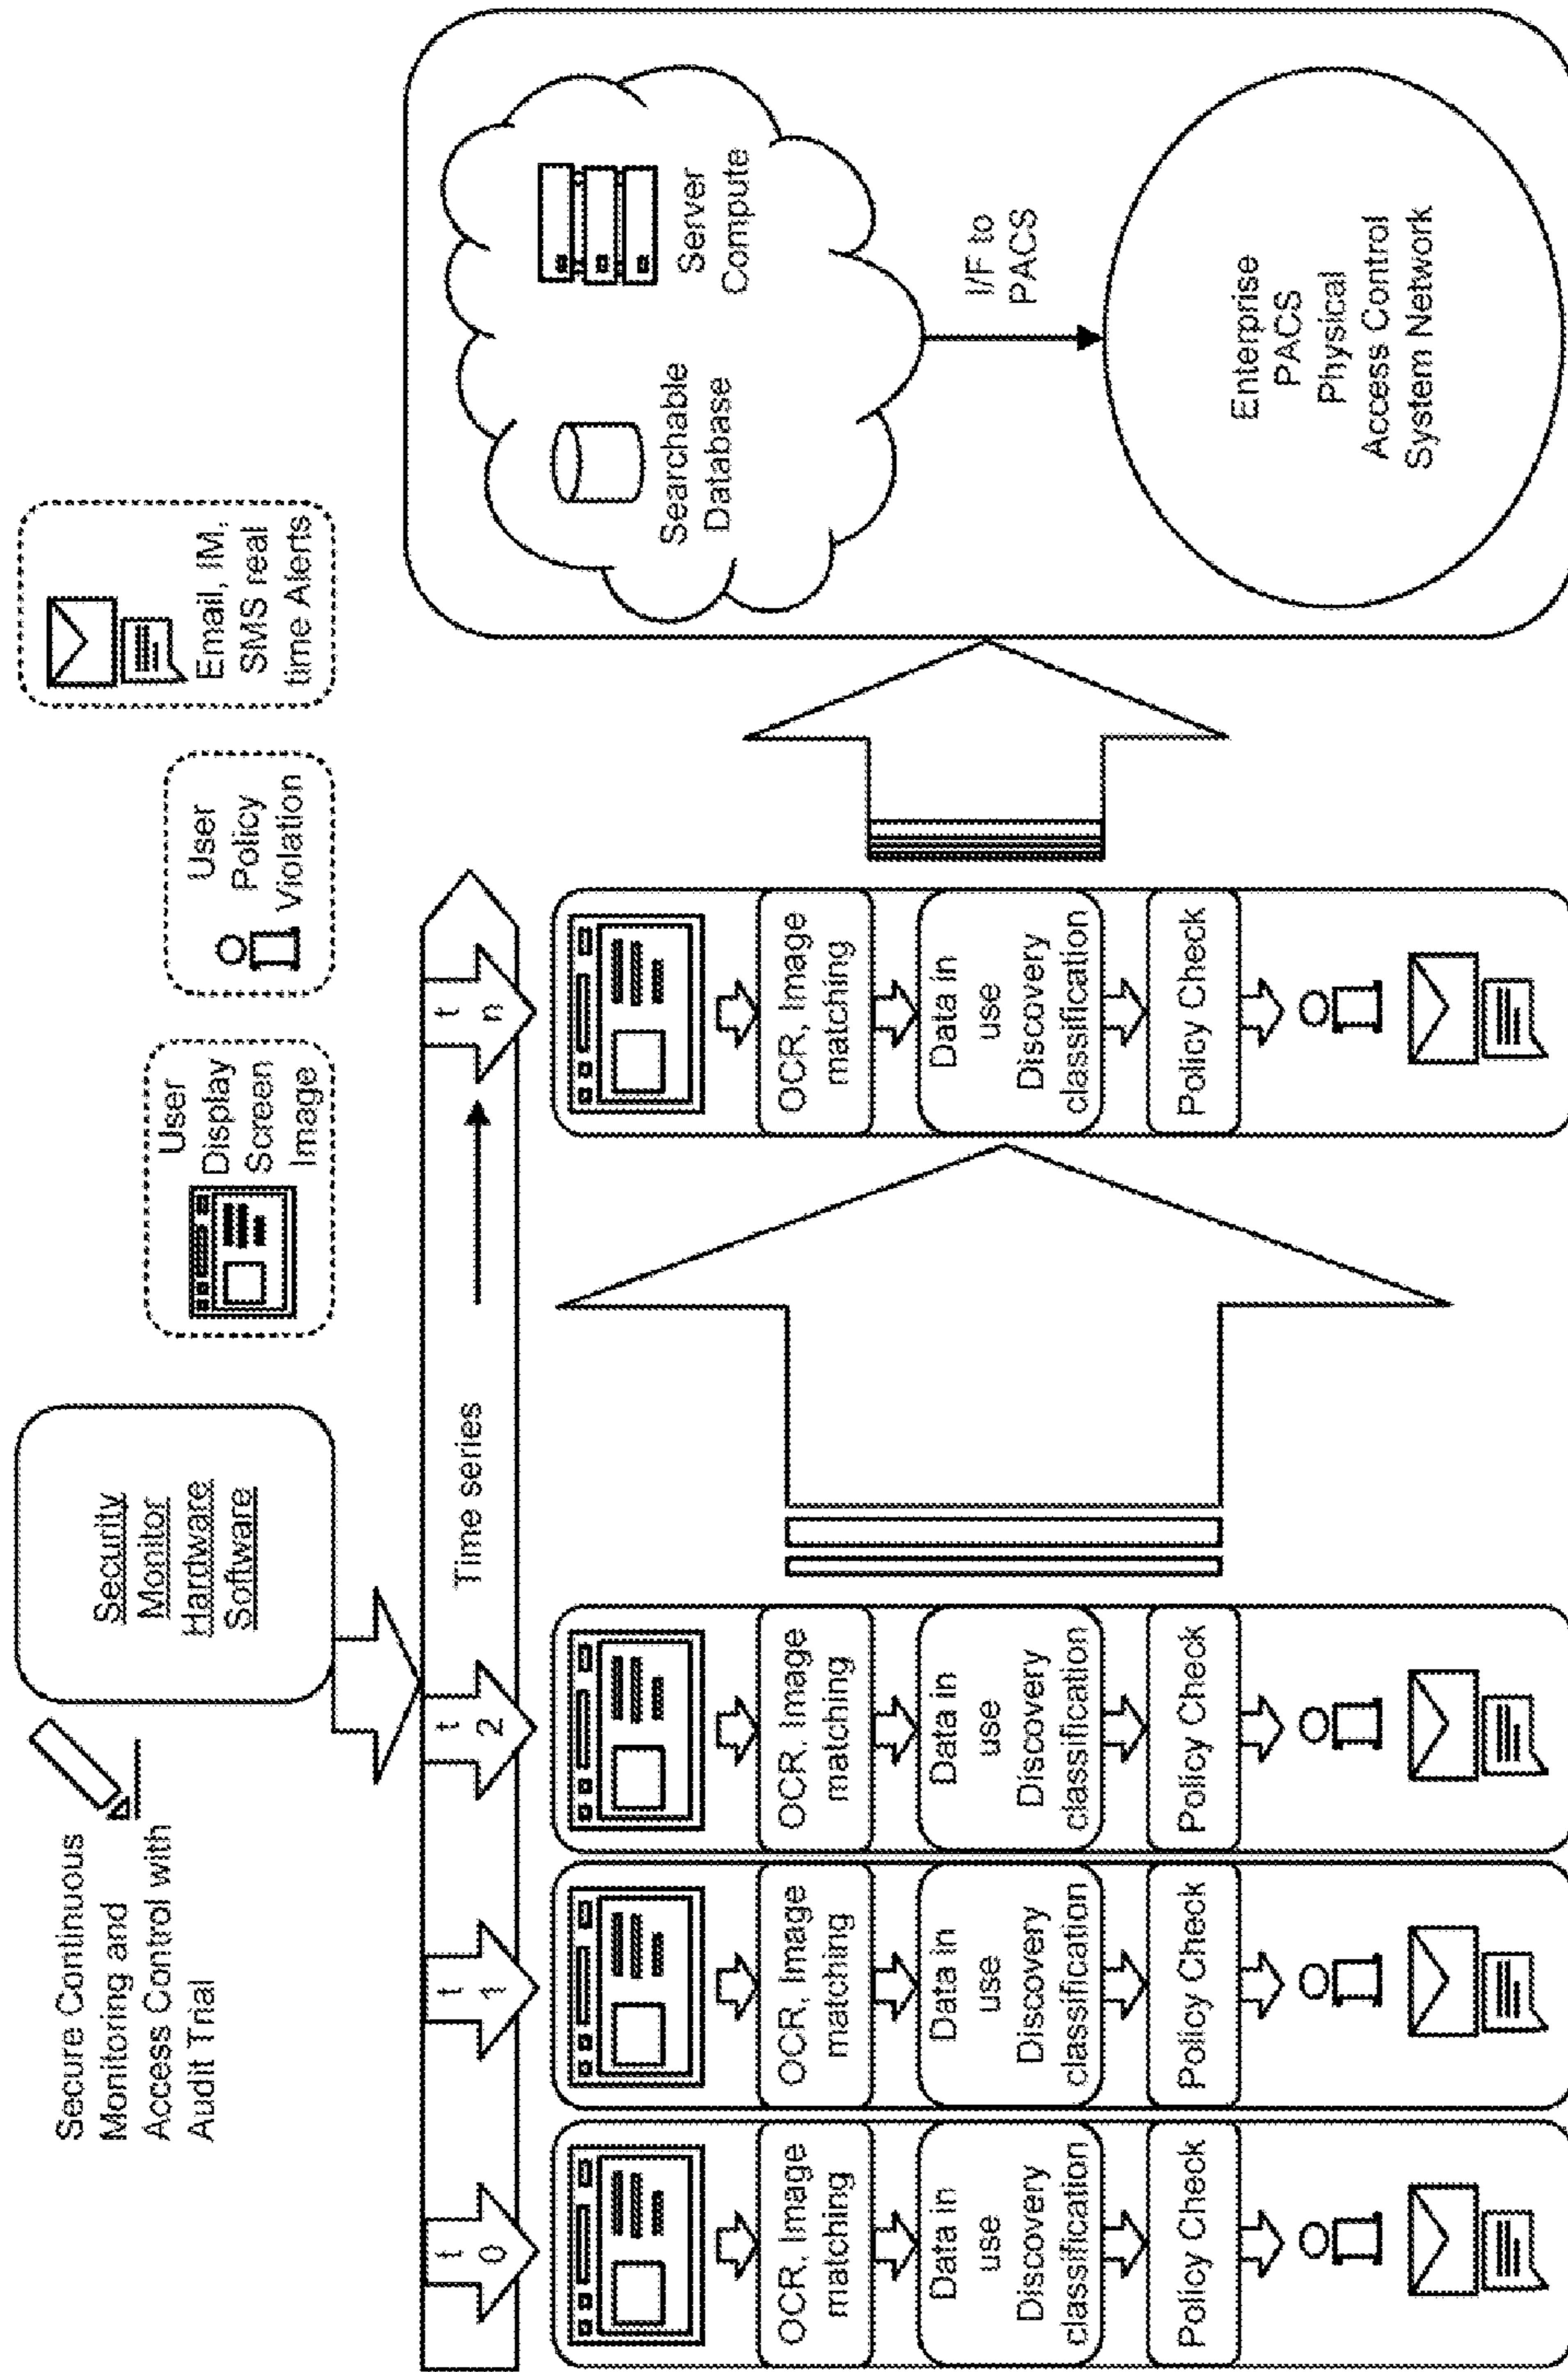 Secure Continuous
Monitoring and
Access Control with
Audit Trial
Security
Monitor
Hardware
Software
User
Display
Screen
Image
User
Policy
Violation
Email, IM,
SMS real
time Alerts
t
0
t
1
t
2
Time series
t
n
OCR, Image
matching
Data in
use
Discovery
classification
Policy Check
OCR, Image
matching
Data in
use
Discovery
classification
Policy Check
OCR, Image
matching
Data in
use
Discovery
classification
Policy Check
OCR, Image
matching
Data in
use
Discovery
classification
Policy Check
Searchable
Database
Server
Compute
I/F to
PACS
Enterprise
PACS
Physical
Access Control
System Network